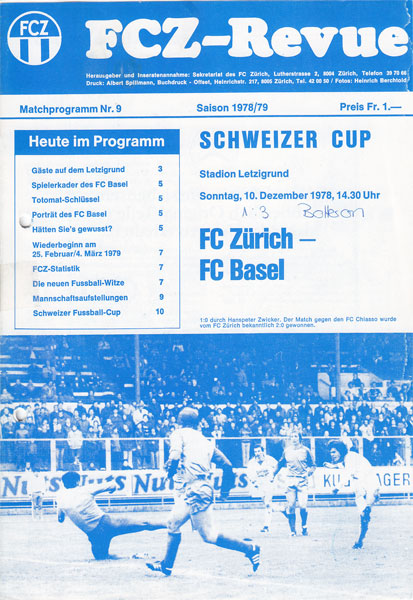 FCZ
FCZ-Revue
Herausgeber und Inseratenannahme: Sekretariat des FC Zürich, Lutherstrasse 2, 8004 Zürich, Telefon
Druck: Albert Spillmann, Buchdruck - Offset, Heinrichstr. 217, 8005 Zürich, Tel. 42 00 50 / Fotos: Heinrich Berchtold
Matchprogramm Nr. 9
Saison 1978/79
Preis Fr. 1.—
Heute im Programm
Gäste auf dem Letzigrund 3
Spielerkader des FC Basel 5
Totomat-Schlüssel 5
Porträt des FC Basel 5
Hätten Sie's gewusst? 5
Wiederbeginn am
25. Februar/4. März 1979 7
FCZ-Statistik 7
Die neuen Fussball-Witze 7
Mannschaftsaufstellungen 9
Schweizer Fussball-Cup 10
SCHWEIZER CUP
Stadion Letzigrund
Sonntag, 10. Dezember 1978, 14.30 Uhr
1:3 Botteron
FC Zürich —
FC Basel
1:0 durch Hanspeter Zwicker. Der Match gegen den FC Chiasso wurde
vom FC Zürich bekanntlich 2:0 gewonnen.
Nuts
Nuts
Nuts